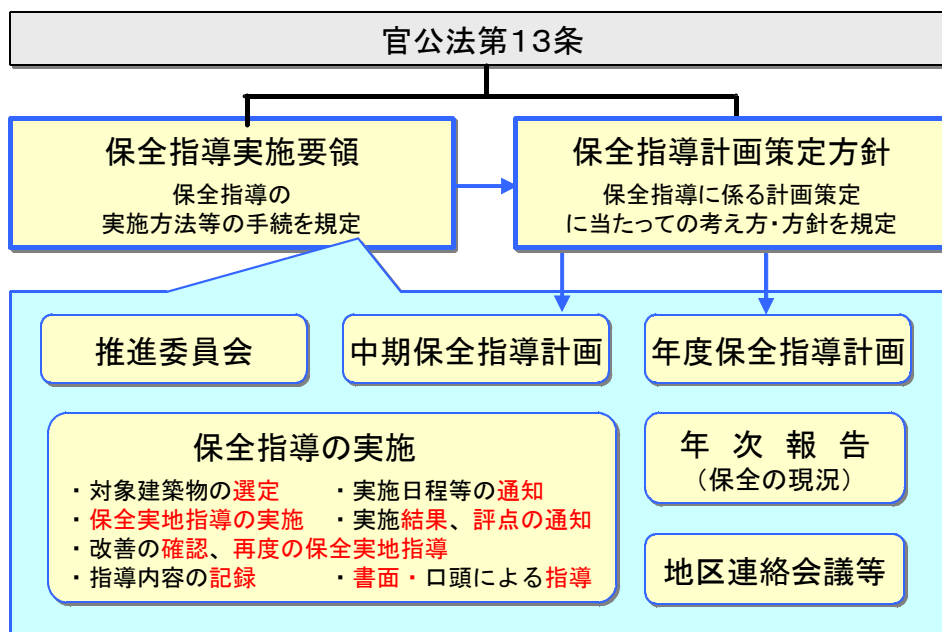 官公法第１３条
保全指導実施要領
保全指導の
実施方法等の手続を規定
保全指導計画策定方針
保全指導に係る計画策定
に当たっての考え方・方針を規定
推進委員会
中期保全指導計画
年度保全指導計画
保全指導の実施
・対象建築物の選定
・実施日程等の通知
・保全実地指導の実施
・実施結果、評点の通知
・改善の確認、再度の保全実地指導
・指導内容の記録
・書面・口頭による指導
年 次 報 告
（保全の現況）
地区連絡会議等